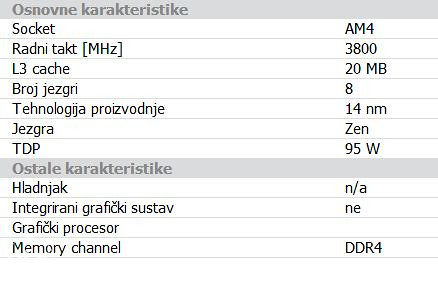 Osnovne karakteristike
Socket AM4
Radni takt [MHz] 3800
L3 cache 20 MB
Broj jezgri 8
Tehnologija proizvodnje 14 nm
Jezgra Zen
TDP 95 W
Ostale karakteristike
Hladnjak n/a
Integrirani grafički sustav ne
Grafički procesor
Memory channel DDR4